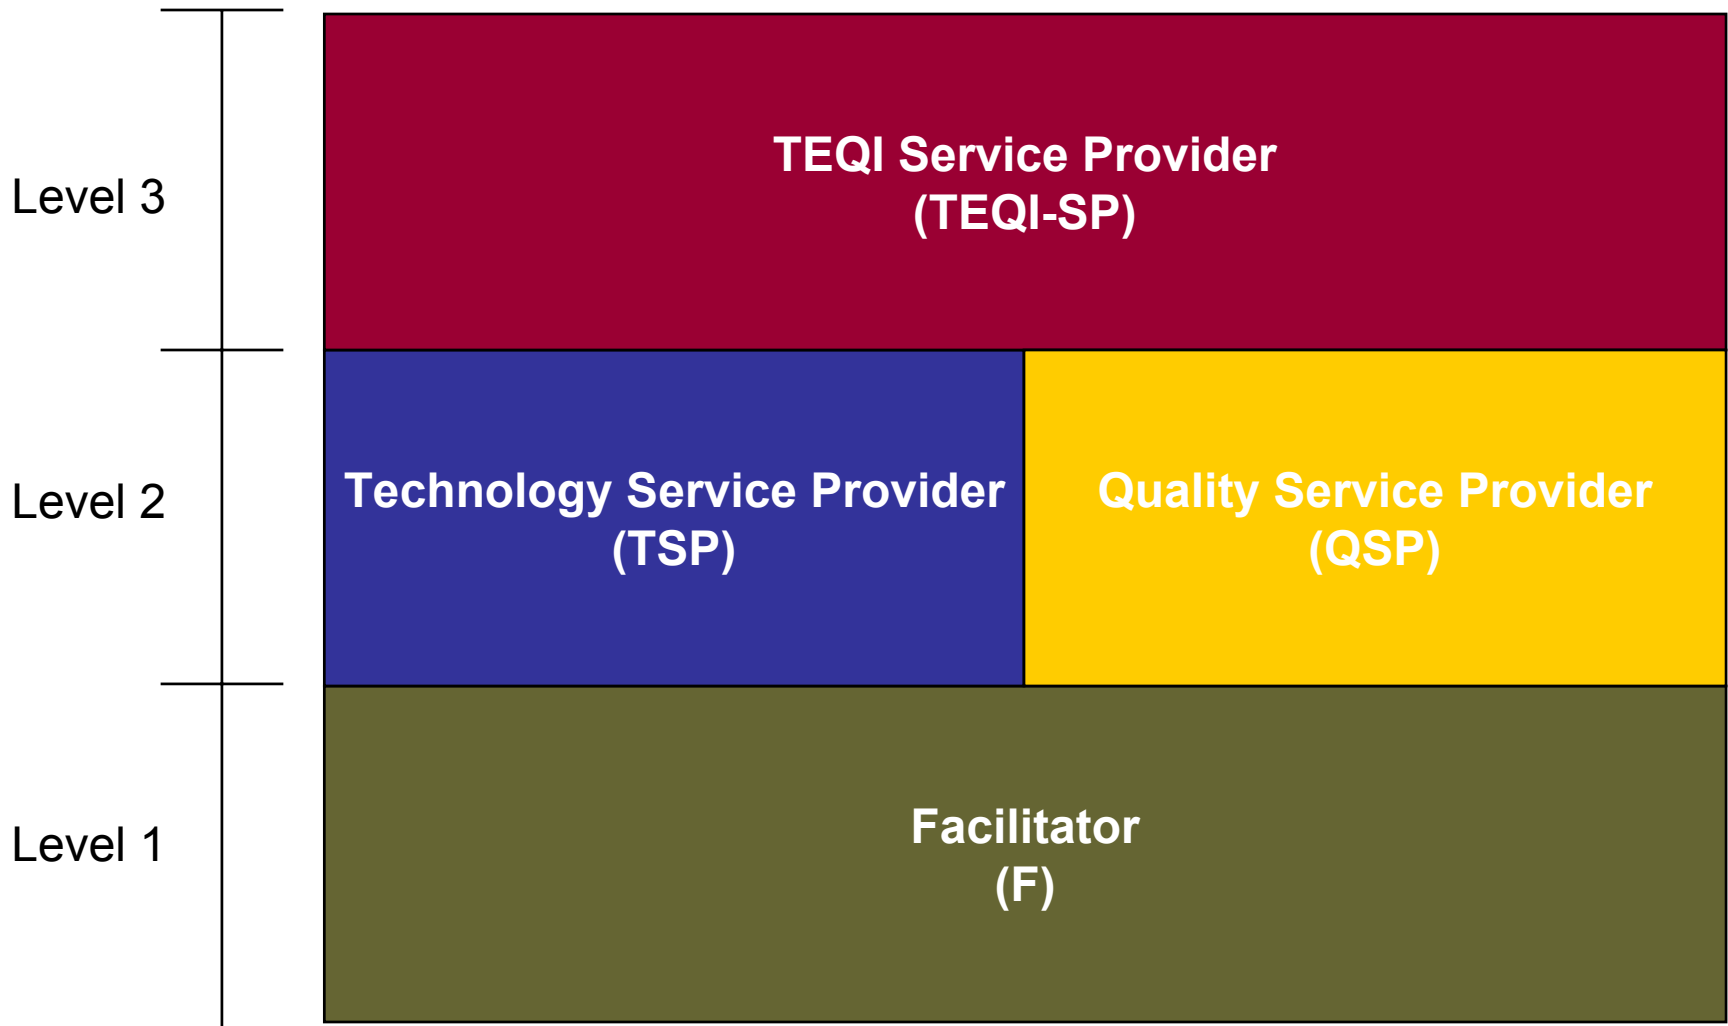 Level 3
TEQI Service Provider
(TEQI-SP)
Level 2
Technology Service Provider
(TSP)
Quality Service Provider
(QSP)
Level 1
Facilitator
(F)